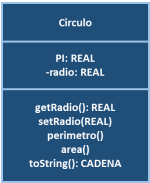 Circulo
PI: REAL
-radio: REAL
getRadio(): REAL
setRadio(REAL)
perimetro()
area()
toString(): CADENA